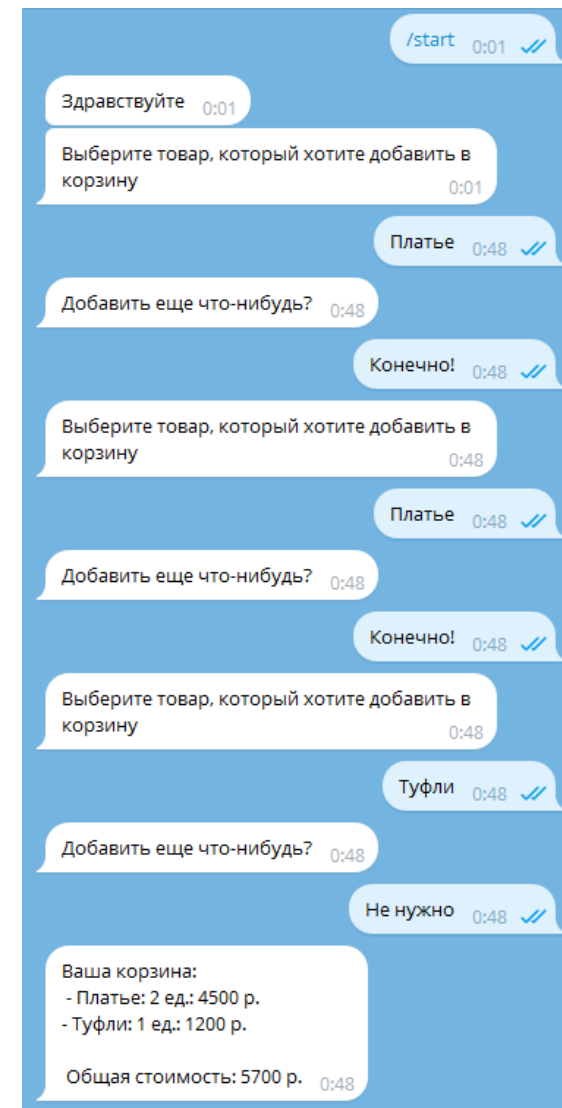 /start 0:01
Здравствуйте 0:01
Выберите товар, который хотите добавить в
корзину 0:01
Платье 0:48
Добавить еще что-нибудь? 0:48
Конечно! 0:48
Выберите товар, который хотите добавить в
корзину 0:48
Платье 0:48
Добавить еще что-нибудь? 0:48
Конечно! 0:48
Выберите товар, который хотите добавить в
корзину 0:48
Туфли 0:48
Добавить еще что-нибудь? 0:48
Не нужно 0:48
Ваша корзина:
- Платье: 2 ед.: 4500 р.
- Туфли: 1 ед.: 1200 р.
Общая стоимость: 5700 р. 0:48